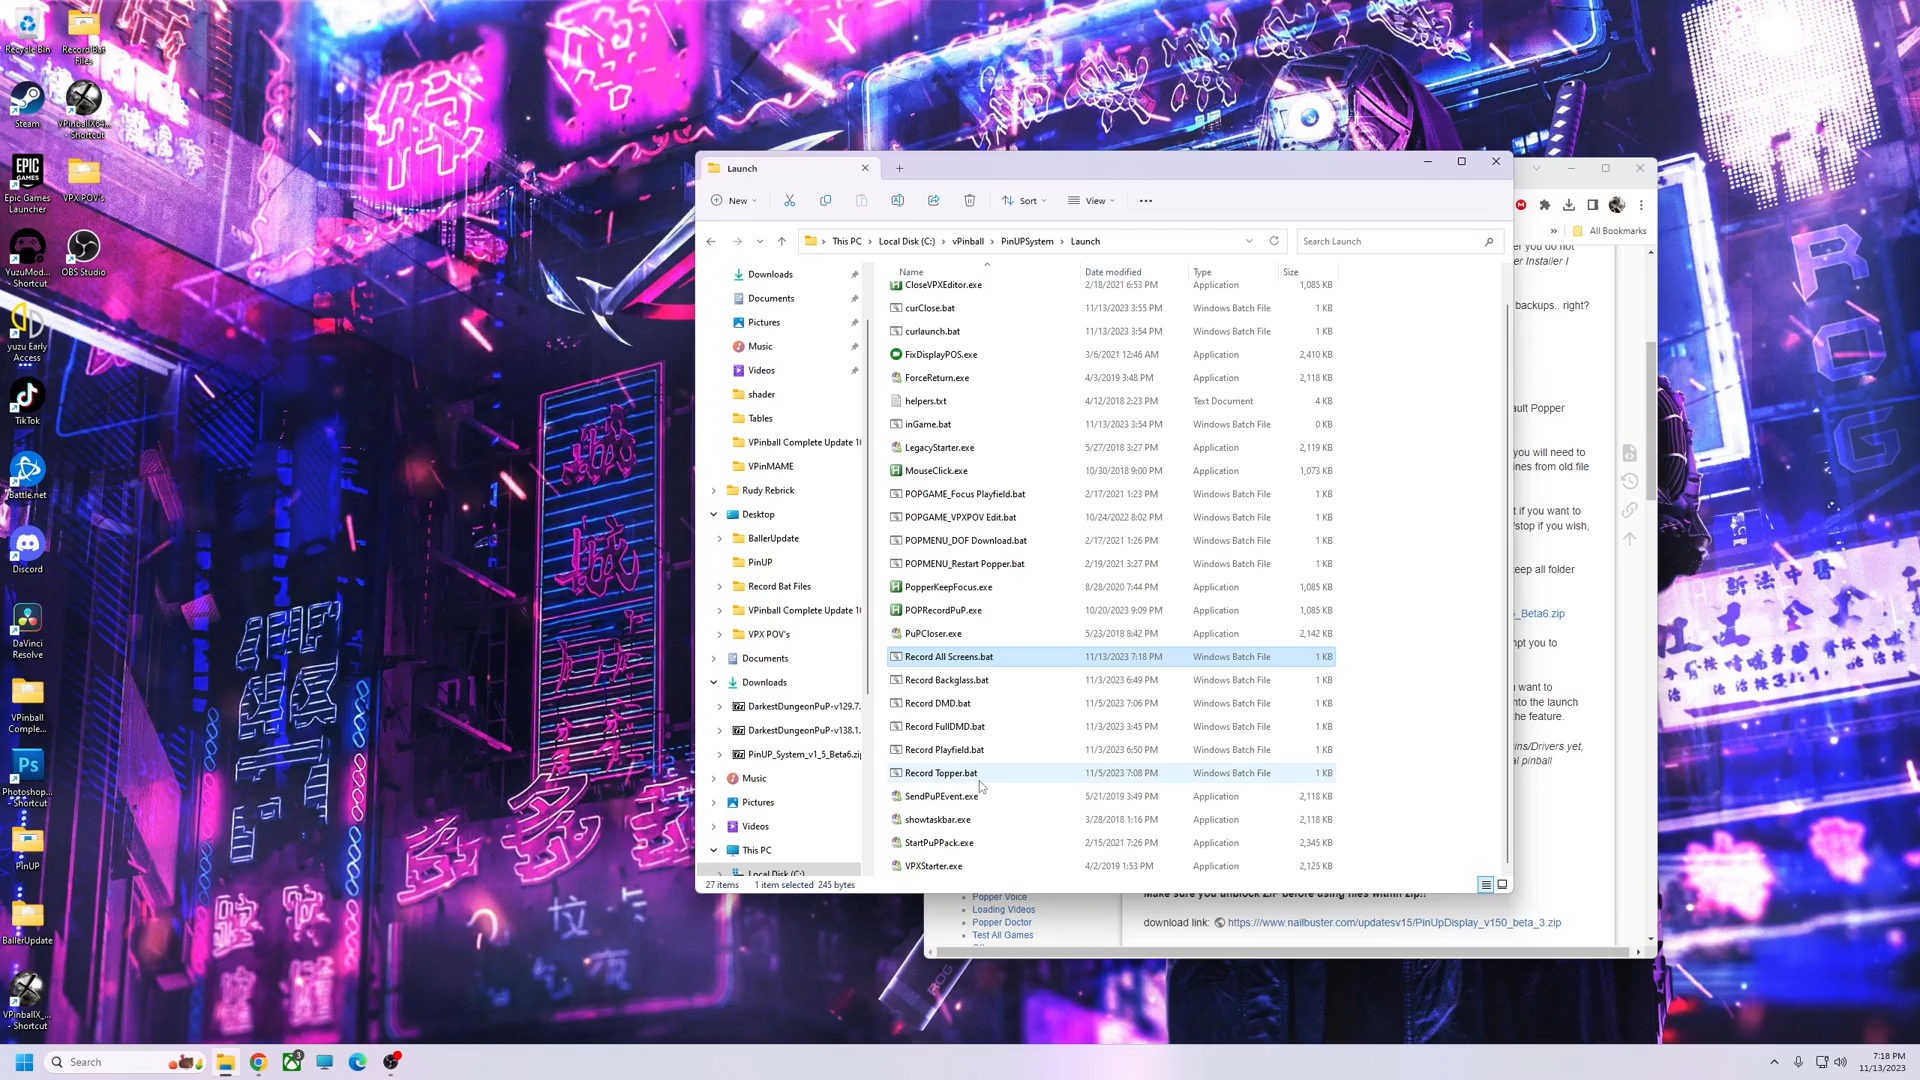 Recycle Bin
Record Bat
Files
Steam
VPinballX64...
- Shortcut
EPIC
GAMES
Epic Games
Launcher
VPX POV's
YuzuMod...
- Shortcut
OBS Studio
yuzu Early
Access
TikTok
Battle.net
Discord
DaVinci
Resolve
VPinball
Comple...
Ps
Photoshop...
- Shortcut
PinUP
BallerUpdate
VPinballX_...
- Shortcut
Launch
New
Sort
View
This PC
Local Disk (C:)
vPinball
PinUPSystem
Launch
Search Launch
Name
Date modified
Type
Size
Downloads
Documents
Pictures
Music
Videos
shader
Tables
VPinball Complete Update 10
VPinMAME
Rudy Rebrick
Desktop
BallerUpdate
PinUP
Record Bat Files
VPinball Complete Update 10
VPX POV's
Documents
Downloads
DarkestDungeonPuP-v129.7.
DarkestDungeonPuP-v138.1.
PinUP_System_v1_5_Beta6.zip
Music
Pictures
Videos
This PC
Local Disk (C:)
CloseVPXEditor.exe 2/18/2021 6:53 PM Application 1,085 KB
curClose.bat 11/13/2023 3:55 PM Windows Batch File 1 KB
curlaunch.bat 11/13/2023 3:54 PM Windows Batch File 1 KB
FixDisplayPOS.exe 3/6/2021 12:46 AM Application 2,410 KB
ForceReturn.exe 4/3/2019 3:48 PM Application 2,118 KB
helpers.txt 4/12/2018 2:23 PM Text Document 4 KB
inGame.bat 11/13/2023 3:54 PM Windows Batch File 0 KB
LegacyStarter.exe 5/27/2018 3:27 PM Application 2,119 KB
MouseClick.exe 10/30/2018 9:00 PM Application 1,073 KB
POPGAME_Focus Playfield.bat 2/17/2021 1:23 PM Windows Batch File 1 KB
POPGAME_VPXPOV Edit.bat 10/24/2022 8:02 PM Windows Batch File 1 KB
POPMENU_DOF Download.bat 2/17/2021 1:26 PM Windows Batch File 1 KB
POPMENU_Restart Popper.bat 2/19/2021 3:27 PM Windows Batch File 1 KB
PopperKeepFocus.exe 8/28/2020 7:44 PM Application 1,085 KB
POPRecordPuP.exe 10/20/2023 9:09 PM Application 1,085 KB
PuPCloser.exe 5/23/2018 8:42 PM Application 2,142 KB
Record All Screens.bat 11/13/2023 7:18 PM Windows Batch File 1 KB
Record Backglass.bat 11/3/2023 6:49 PM Windows Batch File 1 KB
Record DMD.bat 11/5/2023 7:06 PM Windows Batch File 1 KB
Record FullDMD.bat 11/3/2023 3:45 PM Windows Batch File 1 KB
Record Playfield.bat 11/3/2023 6:50 PM Windows Batch File 1 KB
Record Topper.bat 11/5/2023 7:08 PM Windows Batch File 1 KB
SendPuPEvent.exe 5/21/2019 3:49 PM Application 2,118 KB
showtaskbar.exe 3/28/2018 1:16 PM Application 2,118 KB
StartPuPPack.exe 2/15/2021 7:26 PM Application 2,345 KB
VPXStarter.exe 4/2/2019 1:53 PM Application 2,125 KB
27 items 1 item selected 245 bytes
» All Bookmarks
er you do not
er Installer I
backups.. right?
ault Popper
you will need to
ines from old file
t if you want to
/stop if you wish,
eep all folder
5_Beta6.zip
npt you to
u want to
nto the launch
the feature.
ins/Drivers yet,
al pinball
Make sure you unblock ZIP before using files within zip!!
download link: https://www.nailbuster.com/updatesv15/PinUpDisplay_v150_beta_3.zip
Popper Voice
Loading Videos
Popper Doctor
Test All Games
Search
3
7:18 PM
11/13/2023